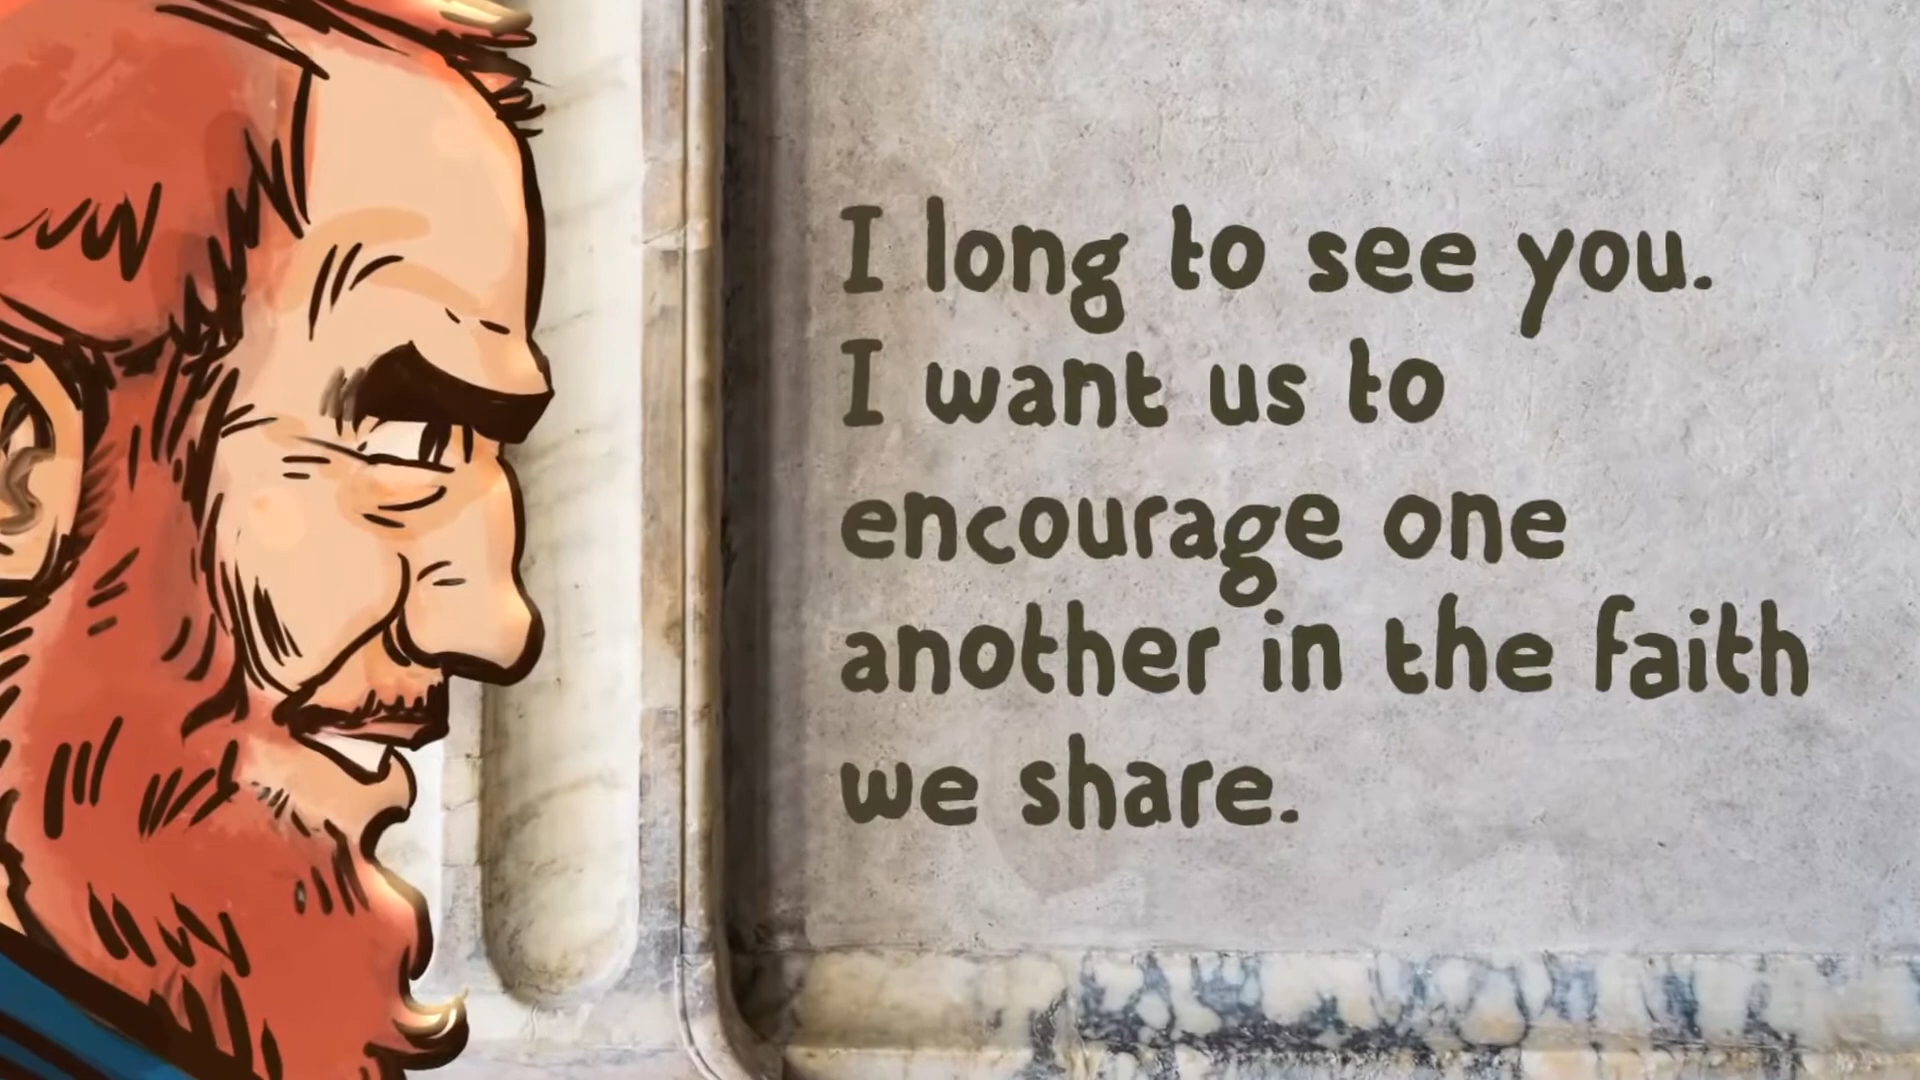 I long to see you.
I want us to
encourage one
another in the faith
we share.